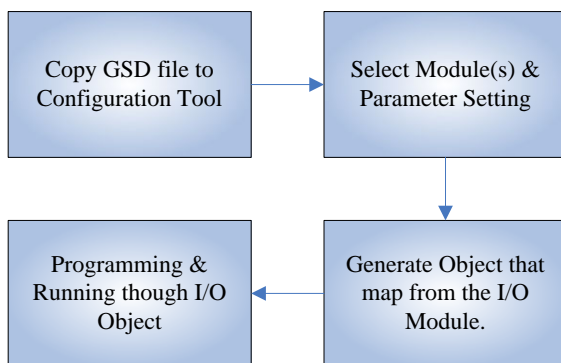 Copy GSD file to
Configuration Tool
Select Module(s) &
Parameter Setting
Generate Object that
map from the I/O
Module.
Programming &
Running though I/O
Object